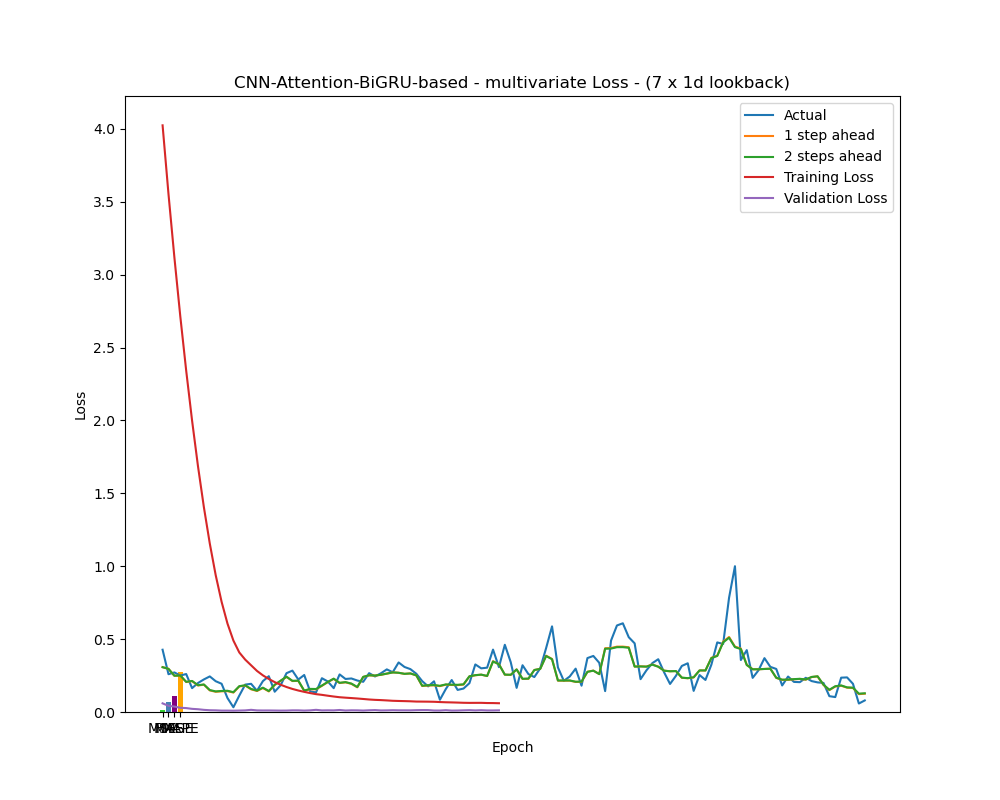 CNN-Attention-BiGRU-based - multivariate Loss - (7 x 1d lookback)
Actual
1 step ahead
2 steps ahead
Training Loss
Validation Loss
4.0
3.5
3.0
2.5
2.0
1.5
1.0
0.5
0.0
Loss
Epoch